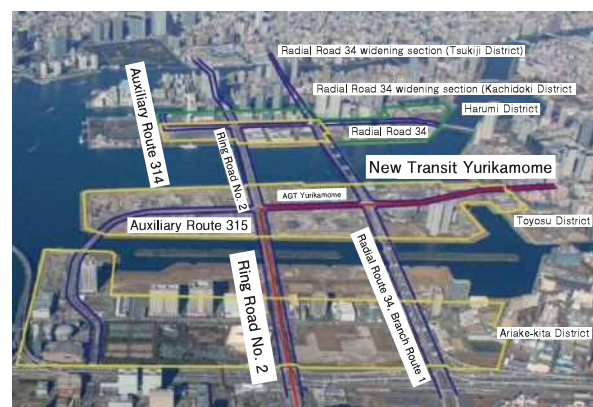 Radial Road 34 widening section (Tsukiji District)
Radial Road 34 widening section (Kachidoki District
Auxiliary Route 314
Harumi District
Radial Road 34
Ring Road No. 2
New Transit Yurikamome
AGT Yurikamome
Toyosu District
Auxiliary Route 315
Ring Road No. 2
Radial Route 34, Branch Route 1
Ariake-kita District